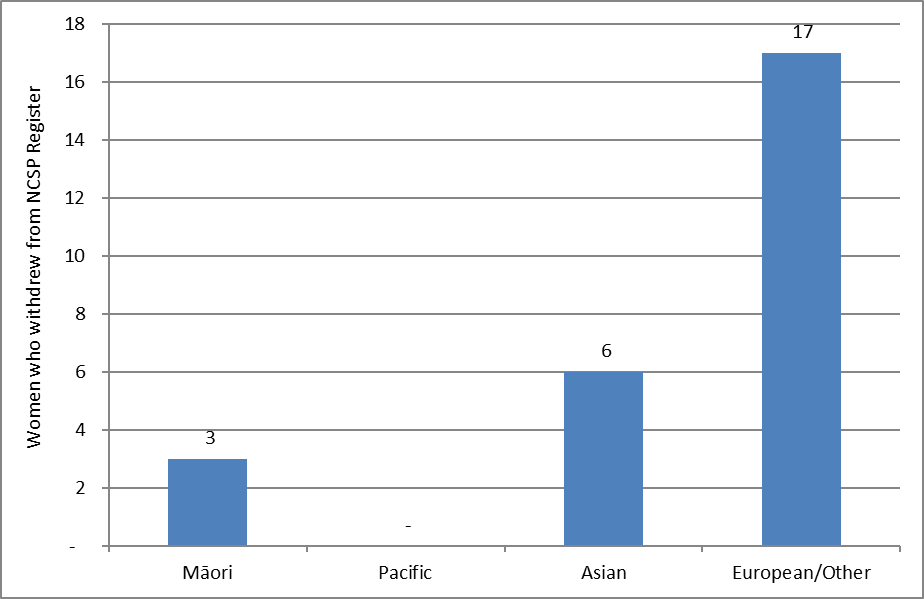 Women who withdrew from NCSP Register
18
16
14
12
10
8
6
4
2
-
3
-
6
17
Māori
Pacific
Asian
European/Other